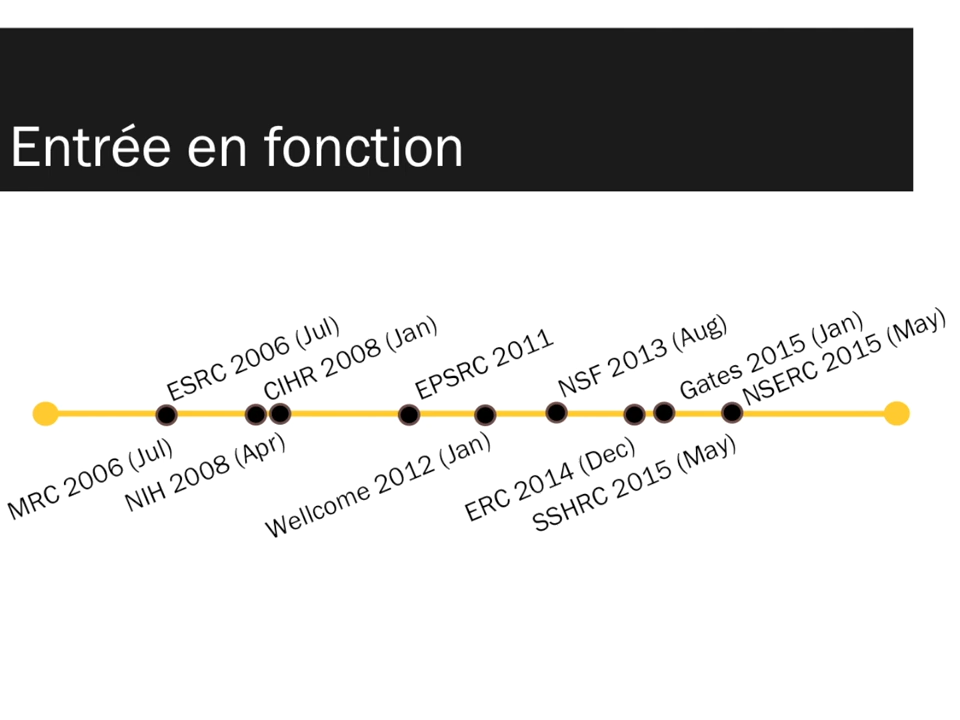 Entrée en fonction
ESRC 2006 (Jul)
CIHR 2008 (Jan)
EPSRC 2011
NSF 2013 (Aug)
Gates 2015 (Jan)
NSERC 2015 (May)
MRC 2006 (Jul)
NIH 2008 (Apr)
Wellcome 2012 (Jan)
ERC 2014 (Dec)
SSHRC 2015 (May)